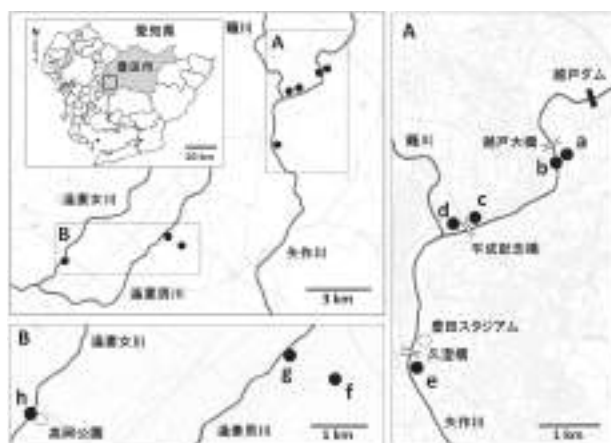 愛知県
豊田市
20 km
籠川
A
逢妻女川
B
逢妻男川
矢作川
3 km
B
逢妻女川
h
高岡公園
逢妻男川
g
f
1 km
A
越戸ダム
越戸大橋
a
b
籠川
d
c
平成記念橋
豊田スタジアム
久澄橋
e
矢作川
1 km